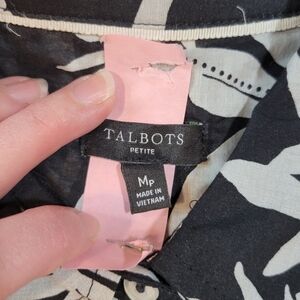 TALBOTS
PETITE
MP
MADE IN
VIETNAM